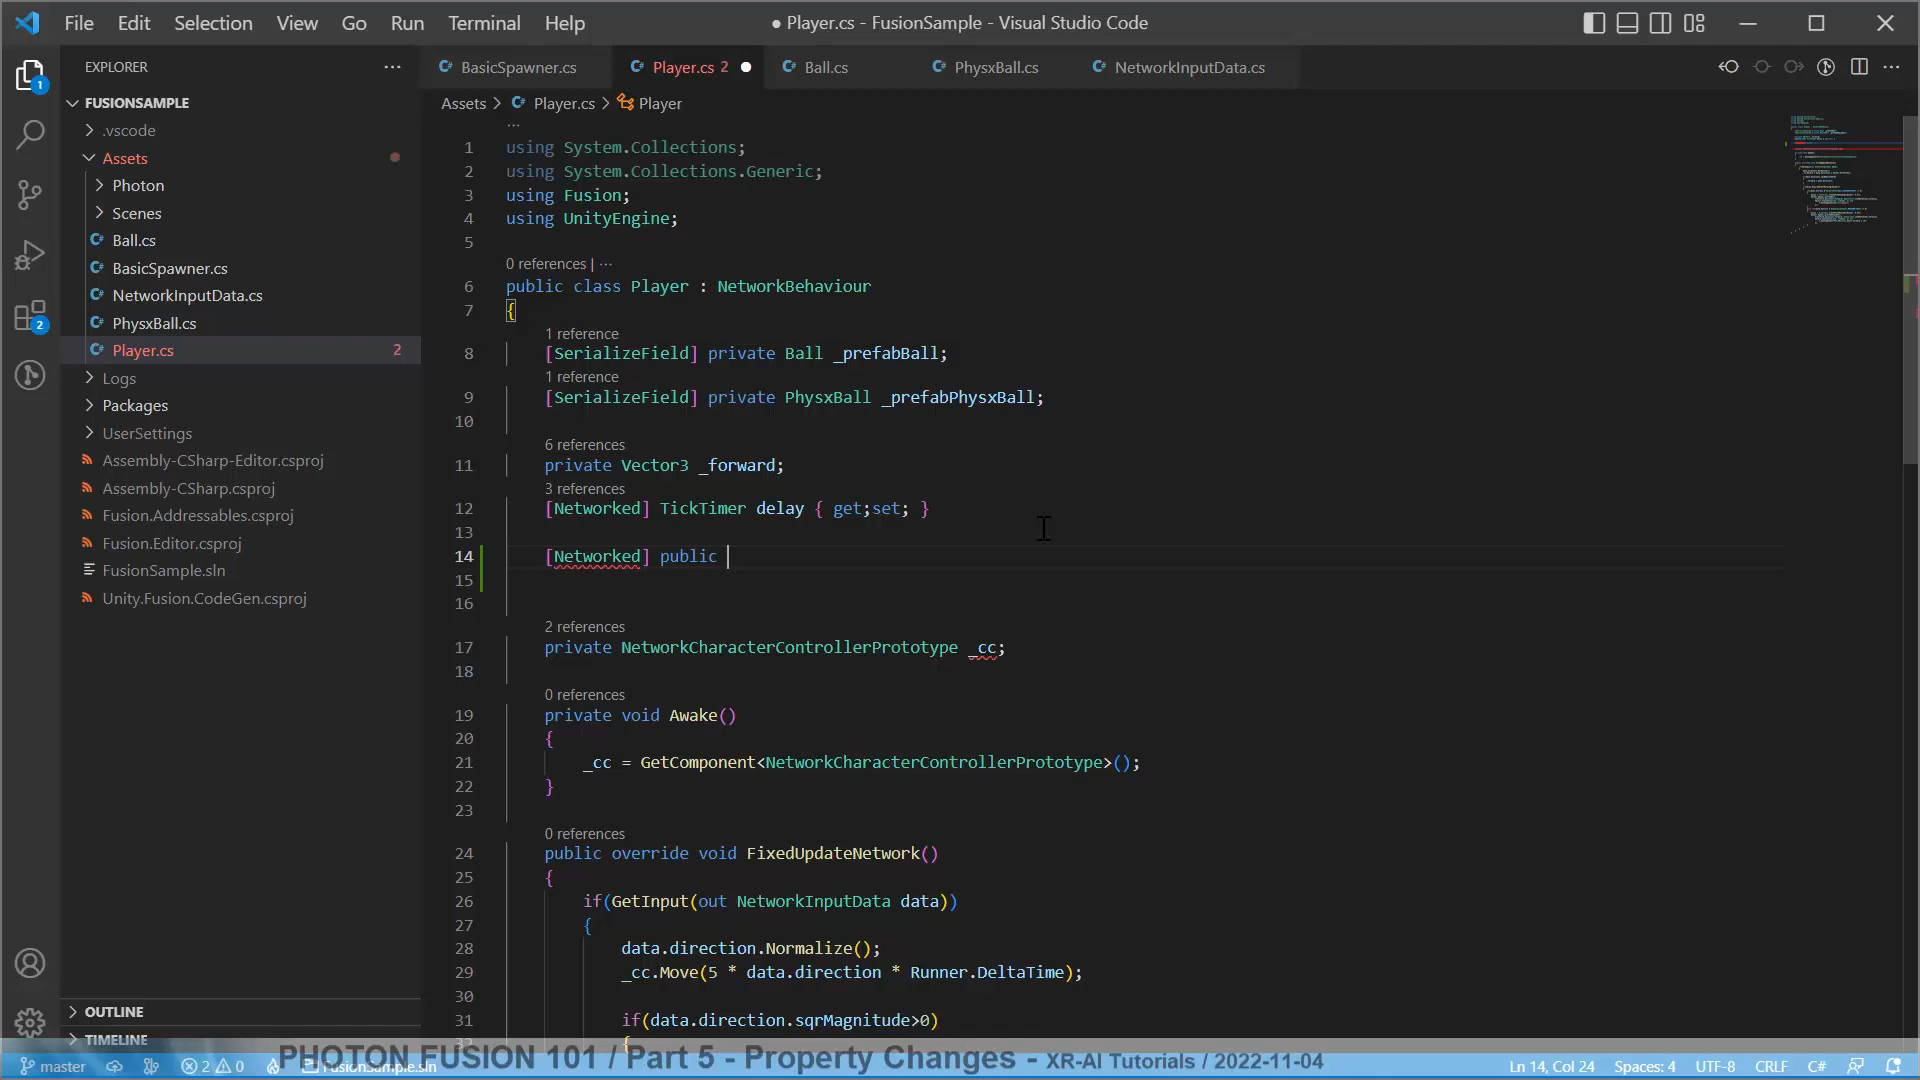 File Edit Selection View Go Run Terminal Help
● Player.cs - FusionSample - Visual Studio Code
EXPLORER ...
BasicSpawner.cs
Player.cs 2 ●
Ball.cs
PhysxBall.cs
NetworkInputData.cs
Assets > Player.cs > Player
FUSIONSAMPLE
.vscode
Assets
Photon
Scenes
Ball.cs
BasicSpawner.cs
NetworkInputData.cs
PhysxBall.cs
Player.cs 2
Logs
Packages
UserSettings
Assembly-CSharp-Editor.csproj
Assembly-CSharp.csproj
Fusion.Addressables.csproj
Fusion.Editor.csproj
FusionSample.sln
Unity.Fusion.CodeGen.csproj
OUTLINE
TIMELINE
1
2
...
1 using System.Collections;
2 using System.Collections.Generic;
3 using Fusion;
4 using UnityEngine;
5
0 references | ...
6 public class Player : NetworkBehaviour
7 {
1 reference
8 [SerializeField] private Ball _prefabBall;
1 reference
9 [SerializeField] private PhysxBall _prefabPhysxBall;
10
6 references
11 private Vector3 _forward;
3 references
12 [Networked] TickTimer delay { get;set; }
13
14 [Networked] public
15
16
2 references
17 private NetworkCharacterControllerPrototype _cc;
18
0 references
19 private void Awake()
20 {
21 _cc = GetComponent<NetworkCharacterControllerPrototype>();
22 }
23
0 references
24 public override void FixedUpdateNetwork()
25 {
26 if(GetInput(out NetworkInputData data))
27 {
28 data.direction.Normalize();
29 _cc.Move(5 * data.direction * Runner.DeltaTime);
30
31 if(data.direction.sqrMagnitude>0)
32 {
master 2 0 FusionSample.sln
PHOTON FUSION 101 / Part 5 - Property Changes - XR-AI Tutorials / 2022-11-04
Ln 14, Col 24 Spaces: 4 UTF-8 CRLF C#